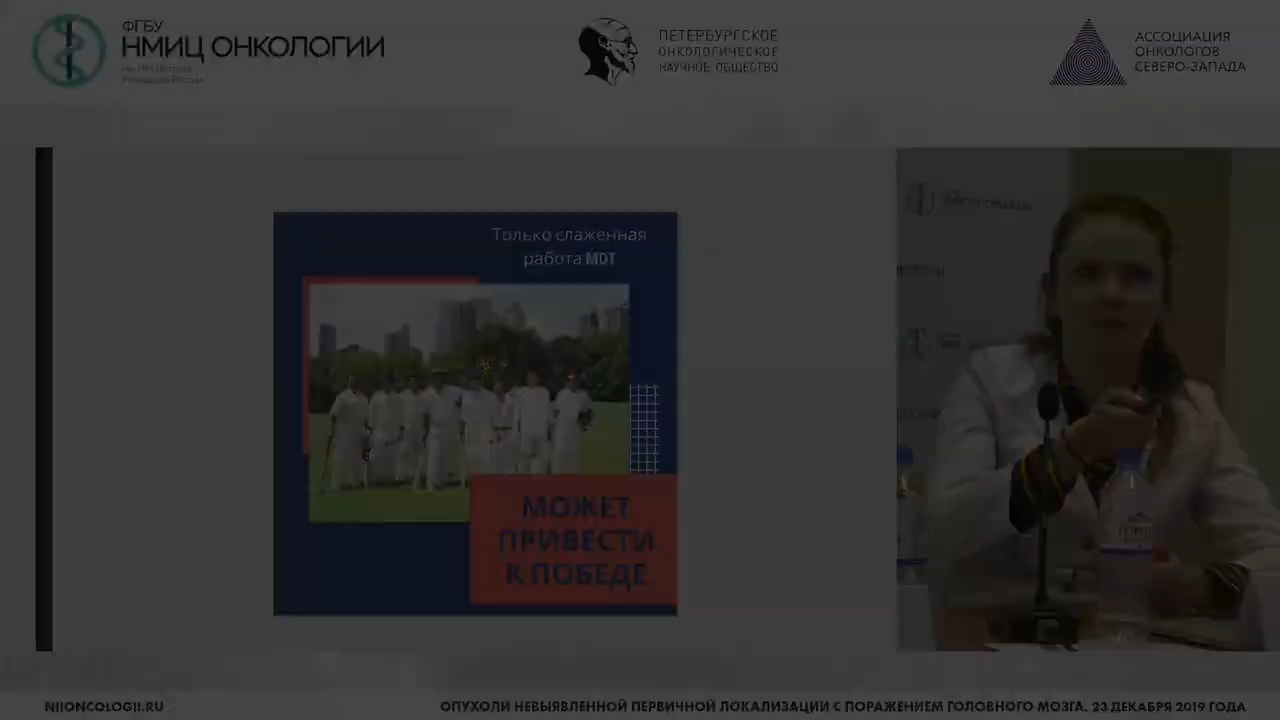 ФГБУ
НМИЦ ОНКОЛОГИИ
ПЕТЕРБУРГСКОЕ
ОНКОЛОГИЧЕСКОЕ
НАУЧНОЕ ОБЩЕСТВО
АССОЦИАЦИЯ
ОНКОЛОГОВ
СЕВЕРО-ЗАПАДА
Только слаженная
работа MDT
МОЖЕТ
ПРИВЕСТИ
К ПОБЕДЕ
NIIONCOLOGII.RU
ОПУХОЛИ НЕВЫЯВЛЕННОЙ ПЕРВИЧНОЙ ЛОКАЛИЗАЦИИ С ПОРАЖЕНИЕМ ГОЛОВНОГО МОЗГА. 23 ДЕКАБРЯ 2019 ГОДА